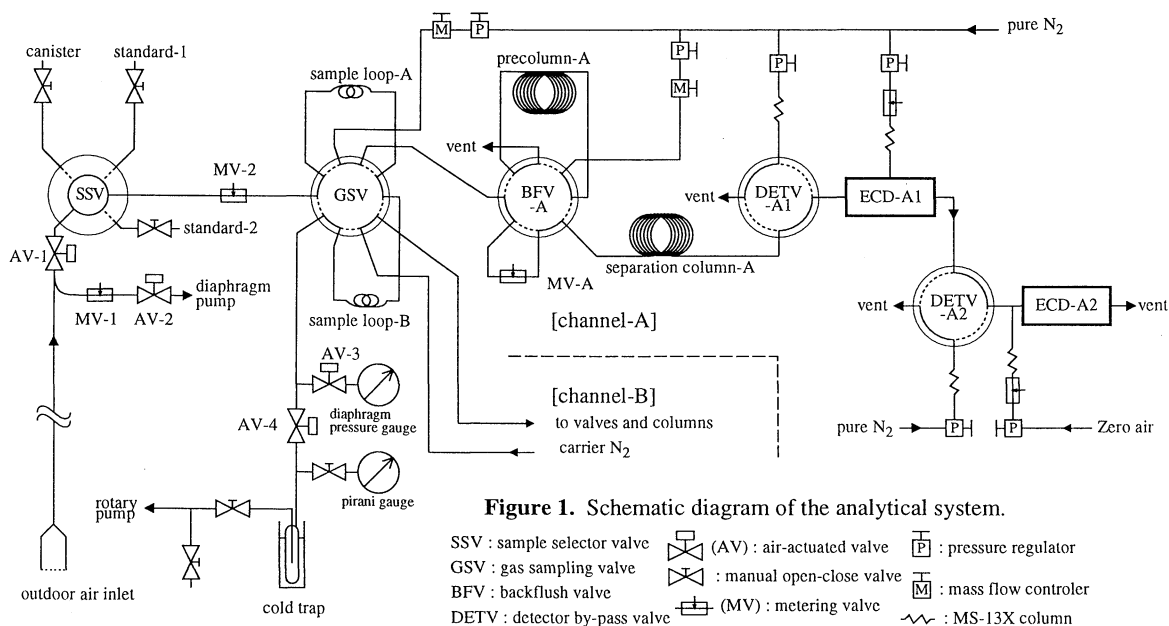 pure N2
canister
standard-1
M
P
sample loop-A
precolumn-A
P
M
P
P
vent
MV-2
SSV
GSV
BFV
-A
DETV
-A1
ECD-A1
vent
standard-2
AV-1
separation column-A
diaphragm
pump
MV-1
AV-2
MV-A
sample loop-B
[channel-A]
vent
DETV
-A2
ECD-A2
vent
AV-3
diaphragm
pressure gauge
[channel-B]
to valves and columns
carrier N2
AV-4
pure N2
P
P
Zero air
pirani gauge
rotary
pump
outdoor air inlet
cold trap
Figure 1. Schematic diagram of the analytical system.
SSV : sample selector valve
GSV : gas sampling valve
BFV : backflush valve
DETV : detector by-pass valve
(AV) : air-actuated valve
: manual open-close valve
(MV) : metering valve
P : pressure regulator
M : mass flow controler
: MS-13X column